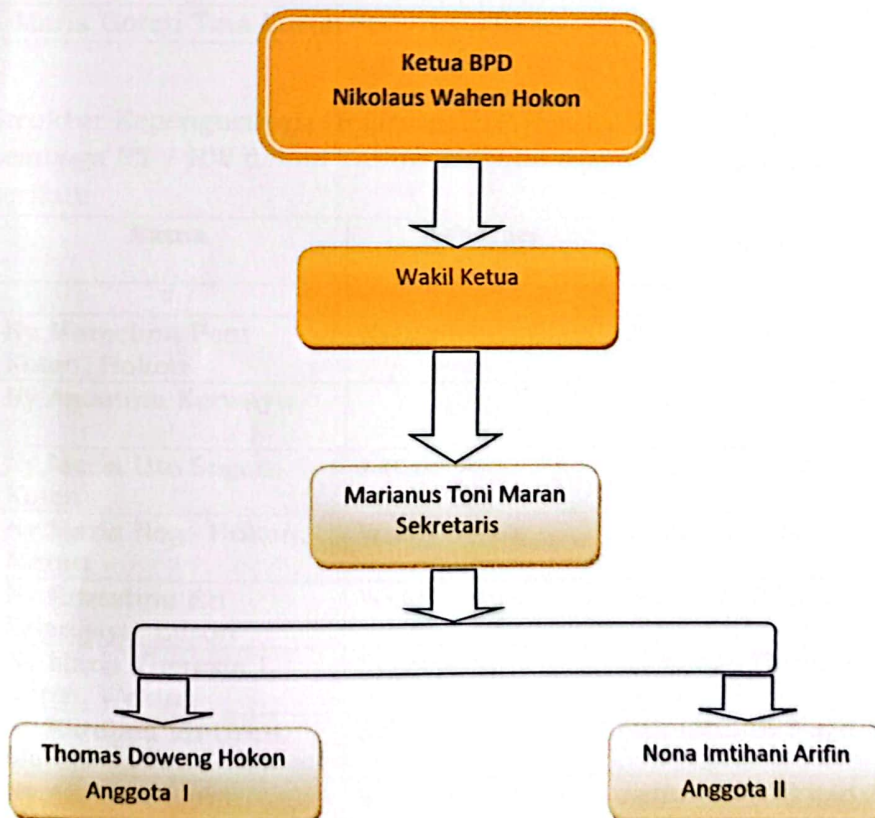 Ketua BPD
Nikolaus Wahen Hokon
Wakil Ketua
Marianus Toni Maran
Sekretaris
Thomas Doweng Hokon
Anggota I
Nona Imtihani Arifin
Anggota II